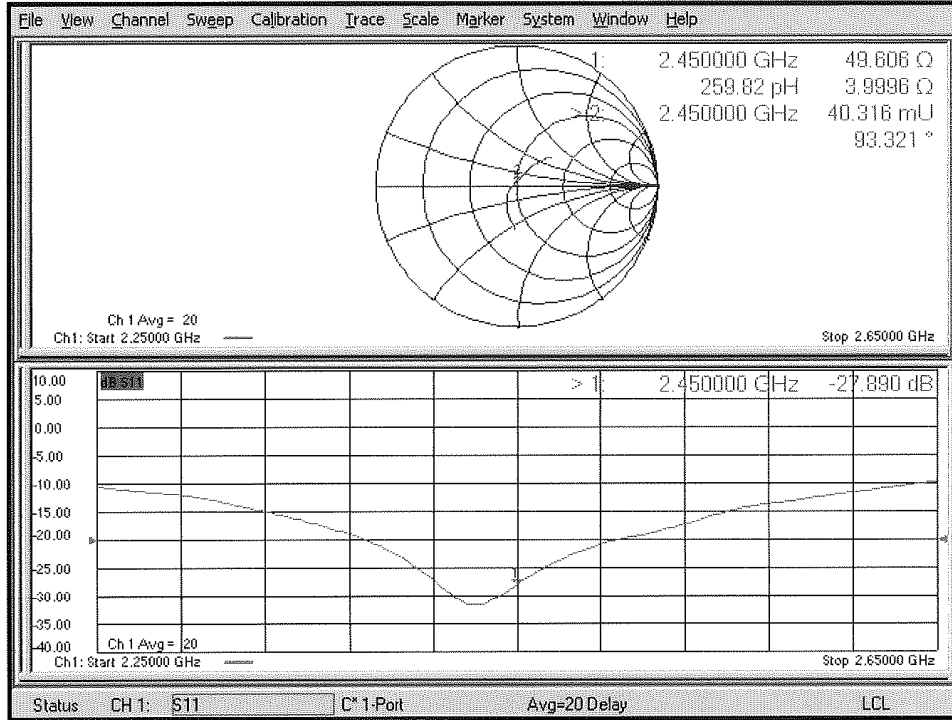 File View Channel Sweep Calibration Trace Scale Marker System Window Help
1: 2.450000 GHz 49.606 Ω
259.82 pH 3.9996 Ω
> 2: 2.450000 GHz 40.316 mU
93.321 °
Ch 1 Avg = 20
Ch1: Start 2.25000 GHz Stop 2.65000 GHz
10.00 dB S11 > 1: 2.450000 GHz -27.890 dB
5.00
0.00
-5.00
-10.00
-15.00
-20.00
-25.00
1
-30.00
-35.00
-40.00 Ch 1 Avg = 20
Ch1: Start 2.25000 GHz Stop 2.65000 GHz
Status CH 1: S11 C* 1-Port Avg=20 Delay LCL